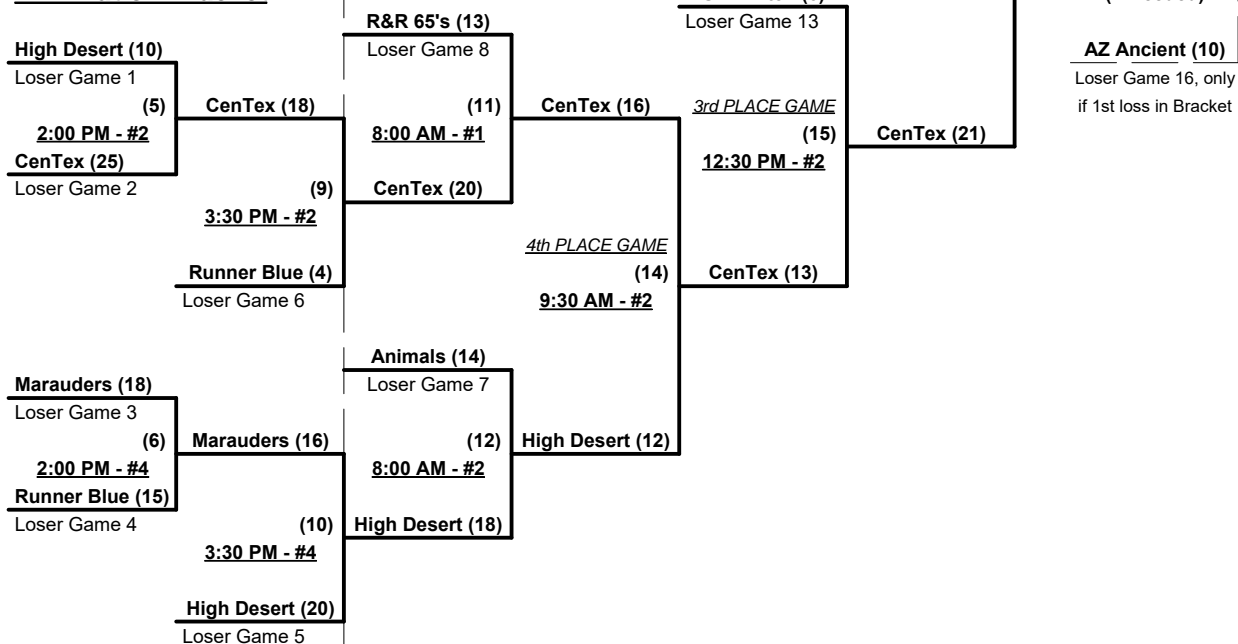 R&R 65's (13)
Loser Game 13
Loser Game 8
High Desert (10)
AZ Ancient (10)
Loser Game 1
Loser Game 16, only
(5)
CenTex (18)
(11)
CenTex (16)
3rd PLACE GAME
if 1st loss in Bracket
2:00 PM - #2
8:00 AM - #1
(15)
CenTex (21)
CenTex (25)
12:30 PM - #2
Loser Game 2
(9)
CenTex (20)
3:30 PM - #2
4th PLACE GAME
Runner Blue (4)
(14)
CenTex (13)
Loser Game 6
9:30 AM - #2
Animals (14)
Marauders (18)
Loser Game 7
Loser Game 3
(6)
Marauders (16)
(12)
High Desert (12)
2:00 PM - #4
8:00 AM - #2
Runner Blue (15)
Loser Game 4
(10)
High Desert (18)
3:30 PM - #4
High Desert (20)
Loser Game 5